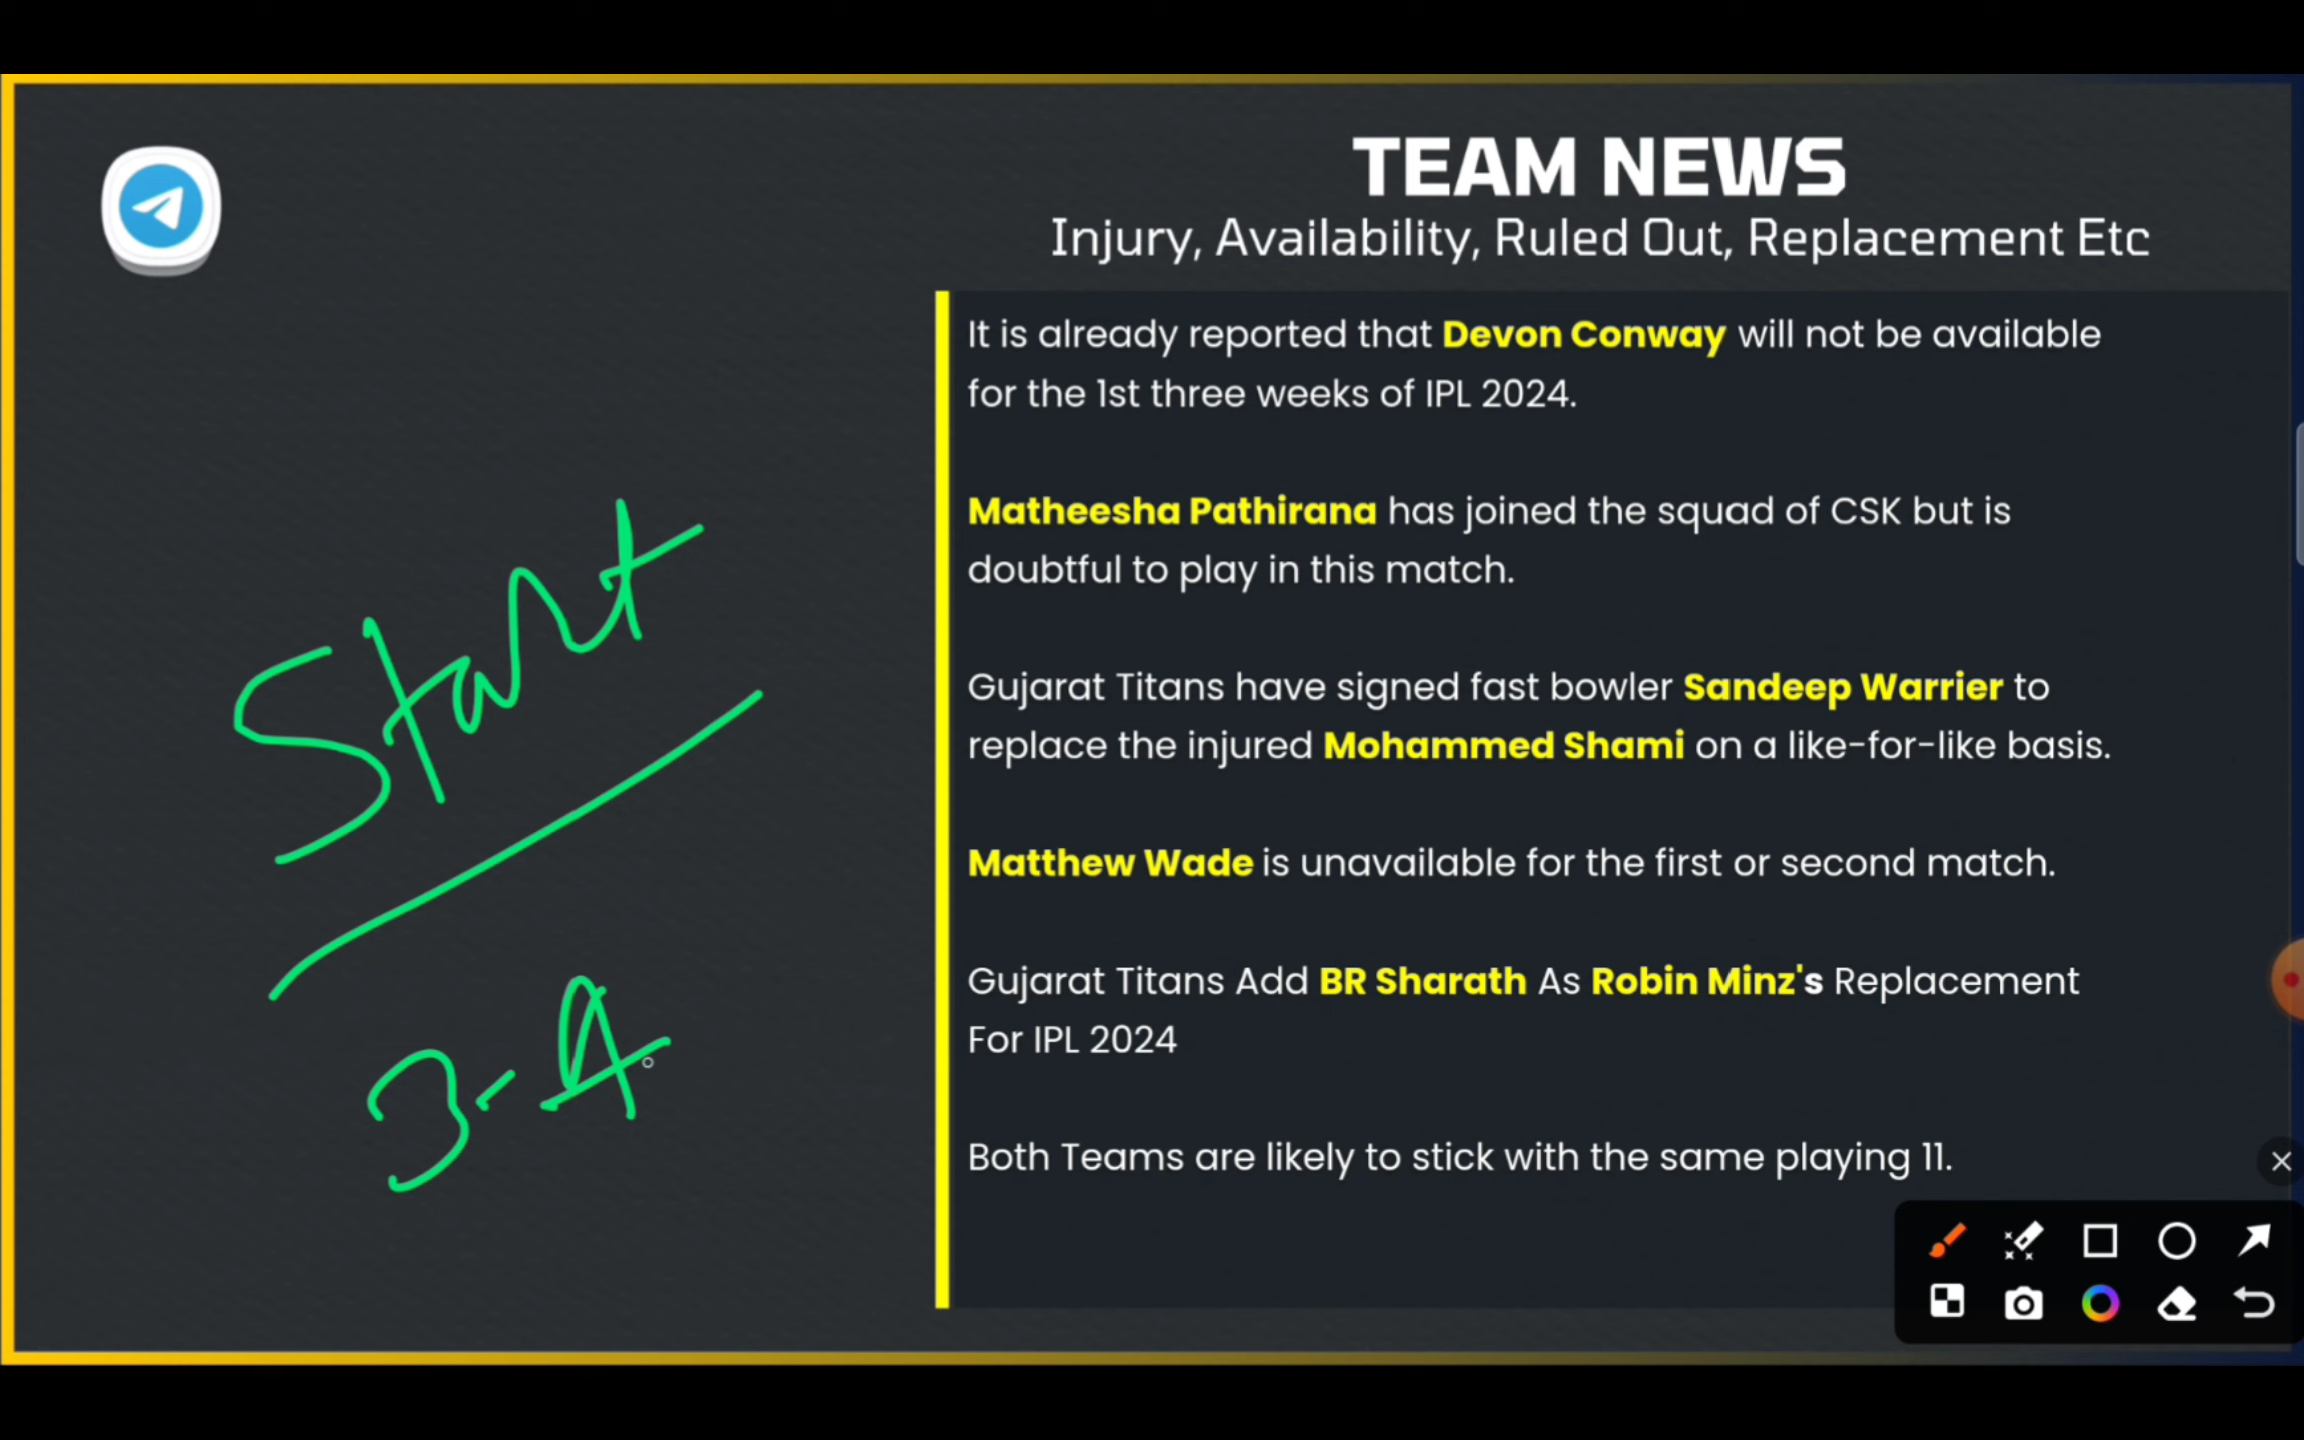 TEAM NEWS
Injury, Availability, Ruled Out, Replacement Etc
It is already reported that Devon Conway will not be available
for the 1st three weeks of IPL 2024.
Matheesha Pathirana has joined the squad of CSK but is
doubtful to play in this match.
Gujarat Titans have signed fast bowler Sandeep Warrier to
replace the injured Mohammed Shami on a like-for-like basis.
Matthew Wade is unavailable for the first or second match.
Gujarat Titans Add BR Sharath As Robin Minz's Replacement
For IPL 2024
Both Teams are likely to stick with the same playing 11.
Start
3-4